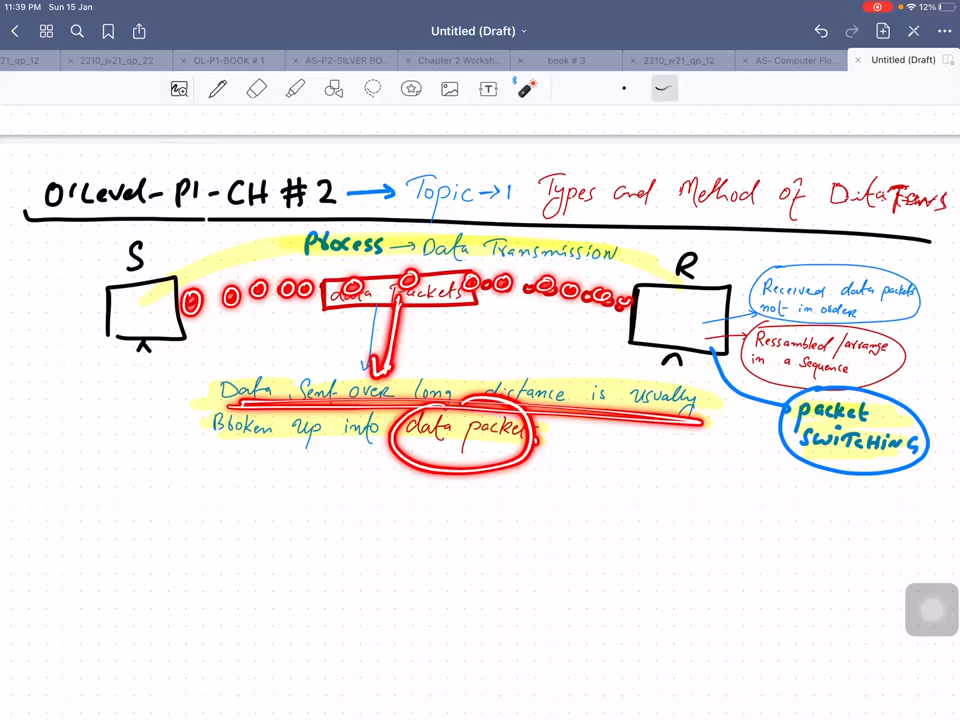 11:39 PM Sun 15 Jan
12%
Untitled (Draft)
21_qp_12
2210_w21_qp_22
OL-P1-BOOK # 1
AS-P2-SILVER BO...
Chapter 2 Worksh...
book # 3
2210_w21_qp_12
AS- Computer Flo...
Untitled (Draft)
O'Level-P1-CH #2 → Topic→1 Types and Method of Data Trans
Process → Data Transmission
S
R
data Packets
Received data packets
not in order
Ressambled/arrange
in a Sequence
Data Sent over long distance is usually
Broken up into data packets
packet
SWITCHING